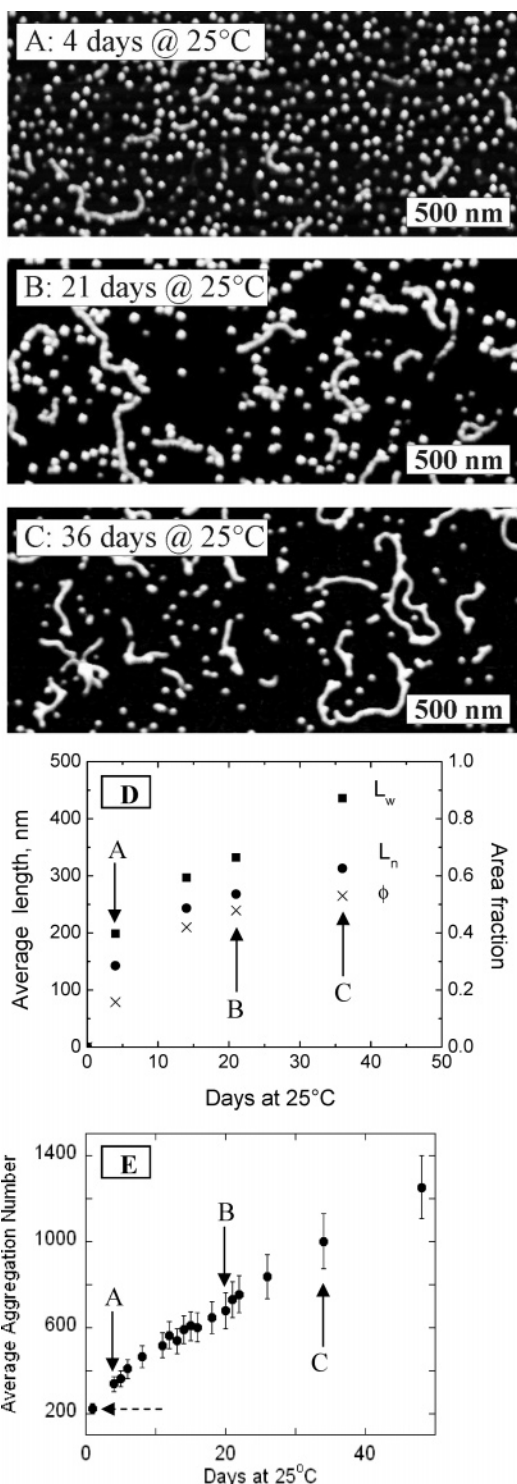 A: 4 days @ 25°C
500 nm
B: 21 days @ 25°C
500 nm
C: 36 days @ 25°C
500 nm
D
500
400
300
200
100
0
Average length, nm
A
B
C
L_w
L_n
ϕ
1.0
0.8
0.6
0.4
0.2
0.0
Area fraction
0 10 20 30 40 50
Days at 25°C
E
1400
1000
600
200
Average Aggregation Number
A
B
C
0 20 40
Days at 25°C